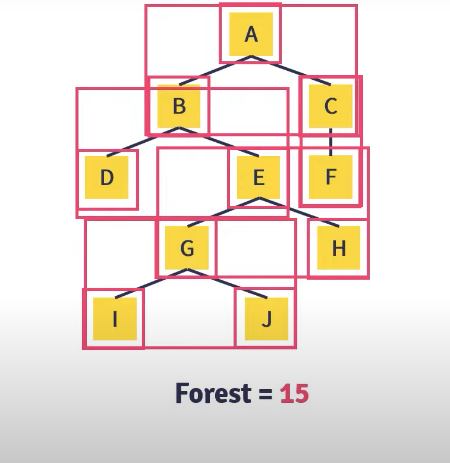 A
B C
D E F
G H
I J
Forest = 15